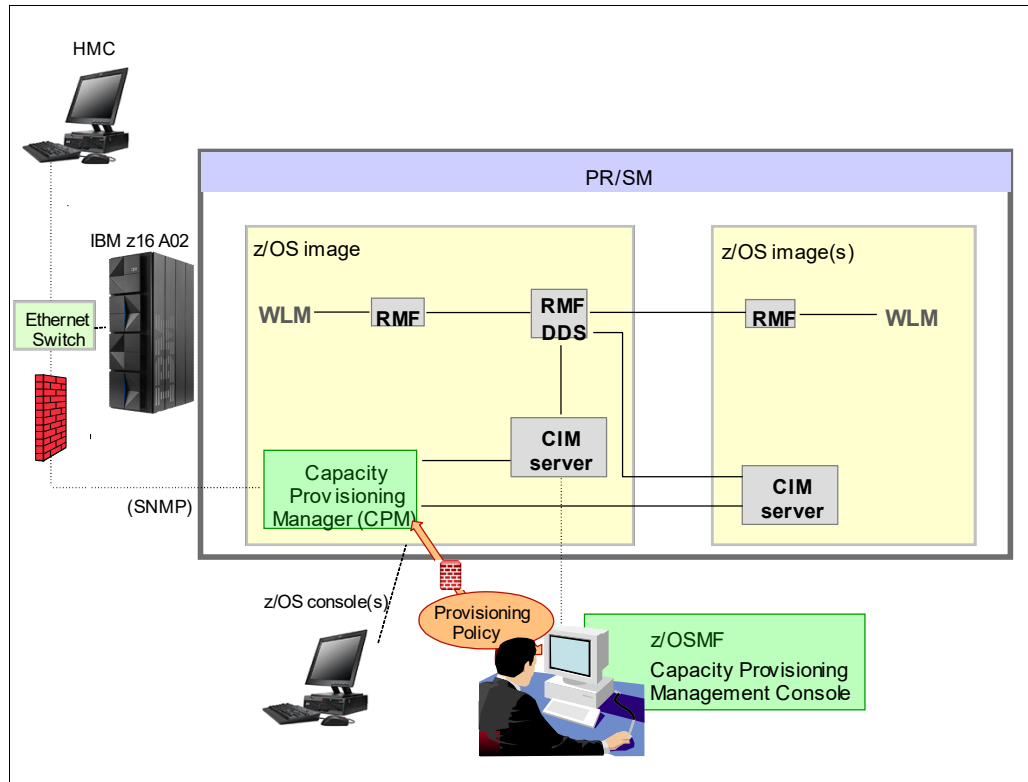 HMC
PR/SM
IBM z16 A02
z/OS image
z/OS image(s)
WLM
RMF
RMF
DDS
RMF
WLM
Ethernet
Switch
CIM
server
Capacity
Provisioning
Manager (CPM)
CIM
server
(SNMP)
z/OS console(s)
Provisioning
Policy
z/OSMF
Capacity Provisioning
Management Console